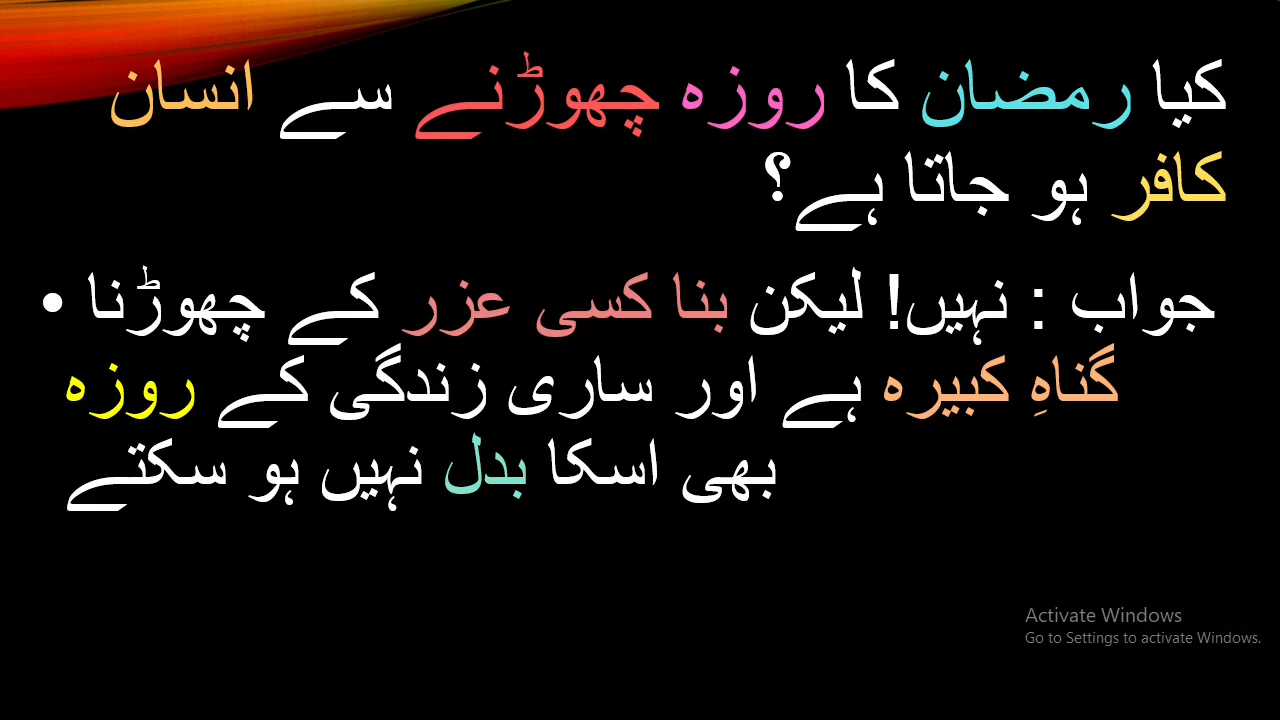 کیا رمضان کا روزہ چھوڑنے سے انسان
کافر ہو جاتا ہے؟
• جواب : نہیں! لیکن بنا کسی عزر کے چھوڑنا
گناہِ کبیرہ ہے اور ساری زندگی کے روزہ
بھی اسکا بدل نہیں ہو سکتے
Activate Windows
Go to Settings to activate Windows.